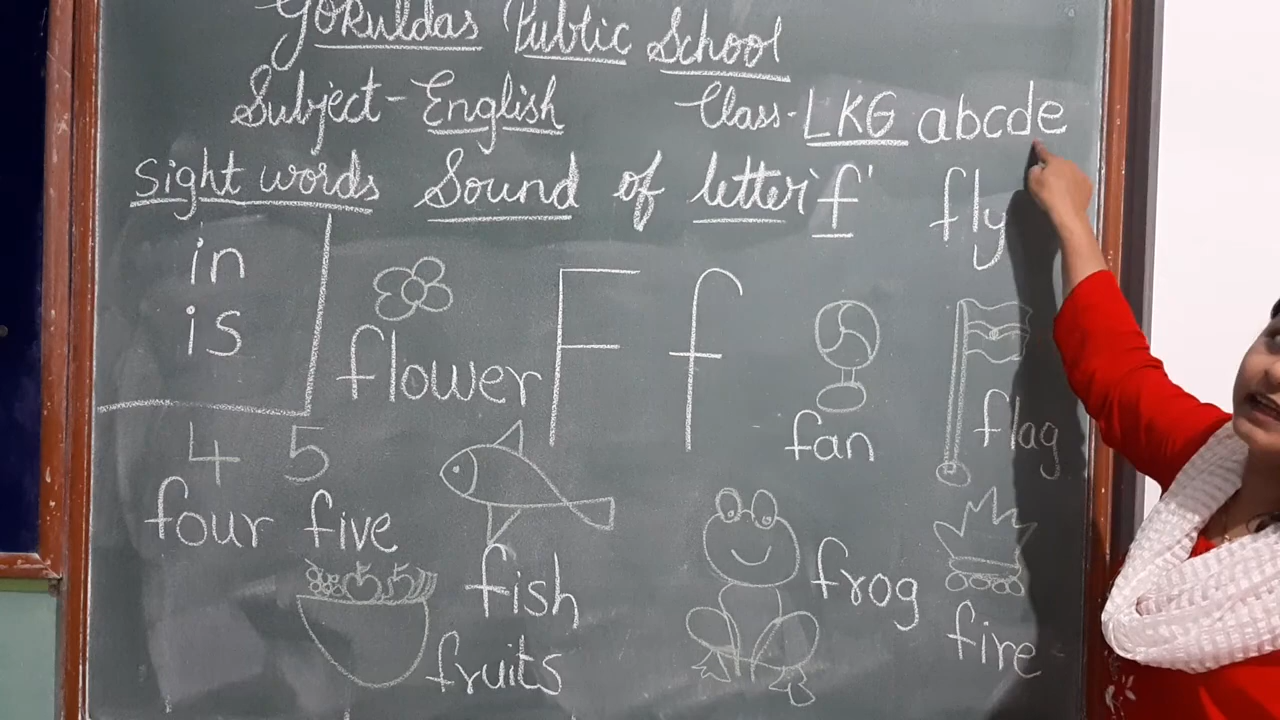 Gokuldas Public School
Subject - English Class - LKG abcde
Sight words Sound of letter 'f' fly
in
is
flower F f
fan
flag
4 5
four five
fish
frog
fruits
fire